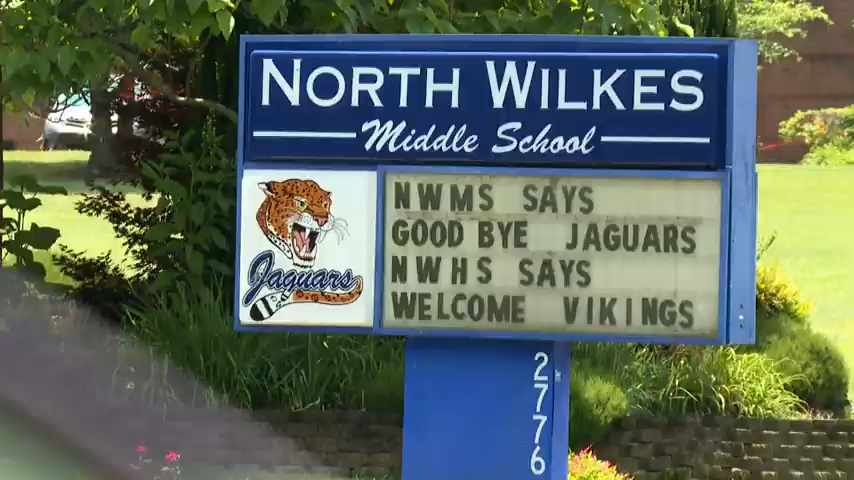 NORTH WILKES
Middle School
NWMS SAYS
GOOD BYE JAGUARS
NWHS SAYS
WELCOME VIKINGS
Jaguars
2776